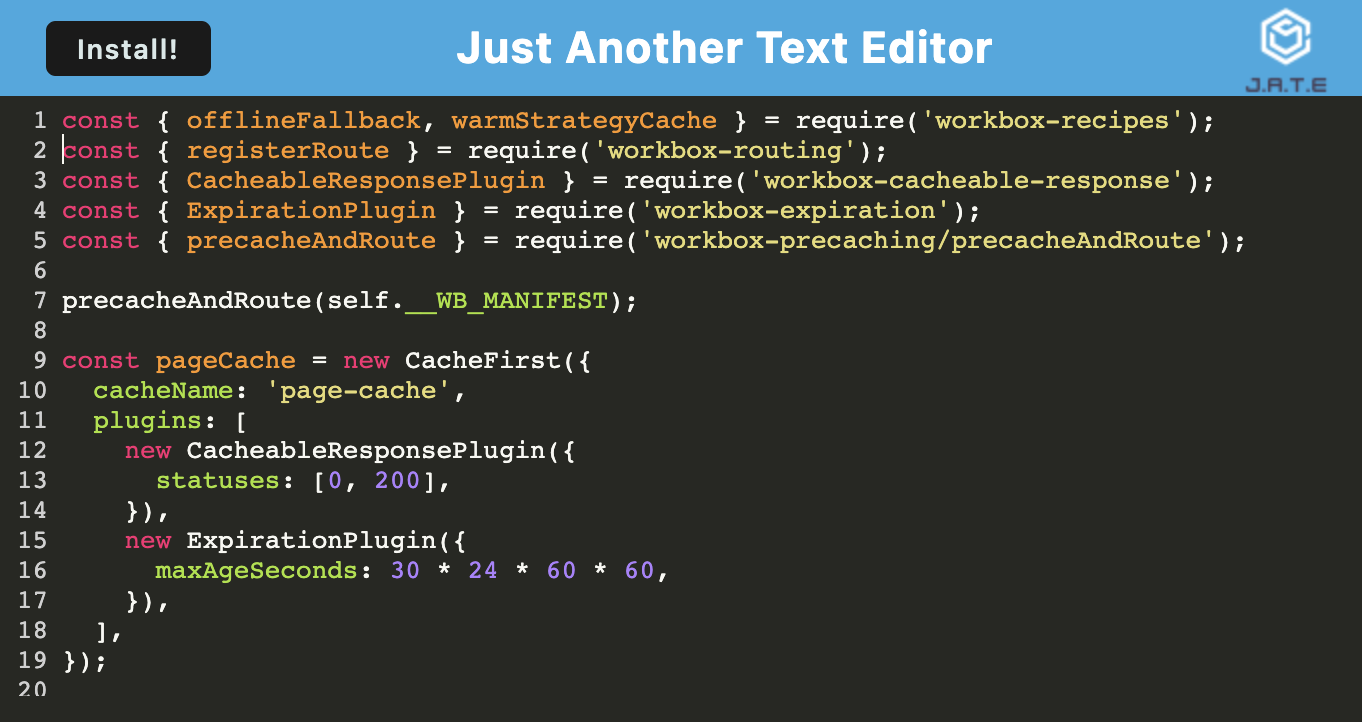 Install!
Just Another Text Editor
J.A.T.E
1 const { offlineFallback, warmStrategyCache } = require('workbox-recipes');
2 const { registerRoute } = require('workbox-routing');
3 const { CacheableResponsePlugin } = require('workbox-cacheable-response');
4 const { ExpirationPlugin } = require('workbox-expiration');
5 const { precacheAndRoute } = require('workbox-precaching/precacheAndRoute');
6
7 precacheAndRoute(self.__WB_MANIFEST);
8
9 const pageCache = new CacheFirst({
10   cacheName: 'page-cache',
11   plugins: [
12     new CacheableResponsePlugin({
13       statuses: [0, 200],
14     }),
15     new ExpirationPlugin({
16       maxAgeSeconds: 30 * 24 * 60 * 60,
17     }),
18   ],
19 });
20